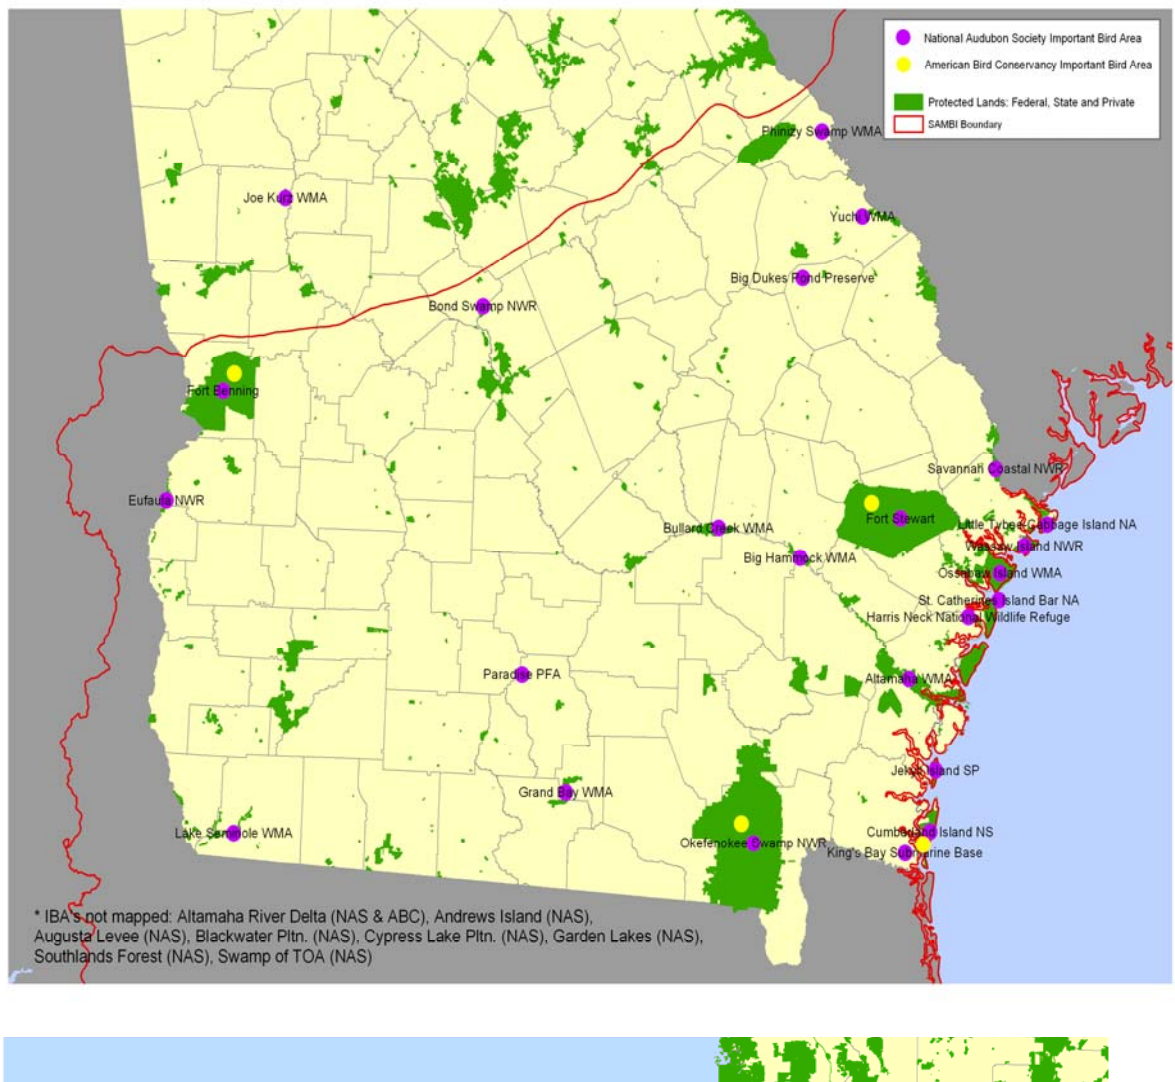 National Audubon Society Important Bird Area
American Bird Conservancy Important Bird Area
Protected Lands: Federal, State and Private
SAMBI Boundary
Phinizy Swamp WMA
Joe Kurz WMA
Yuchi WMA
Big Dukes Pond Preserve
Bond Swamp NWR
Fort Benning
Savannah Coastal NWR
Eufaula NWR
Fort Stewart
Little Tybee-Cabbage Island NA
Bullard Creek WMA
Wassaw Island NWR
Big Hammock WMA
Ossabaw Island WMA
St. Catherines Island Bar NA
Harris Neck National Wildlife Refuge
Paradise PFA
Altamaha WMA
Jekyll Island SP
Grand Bay WMA
Lake Seminole WMA
Cumberland Island NS
Okefenokee Swamp NWR
King's Bay Submarine Base
* IBA's not mapped: Altamaha River Delta (NAS & ABC), Andrews Island (NAS),
Augusta Levee (NAS), Blackwater Pltn. (NAS), Cypress Lake Pltn. (NAS), Garden Lakes (NAS),
Southlands Forest (NAS), Swamp of TOA (NAS)